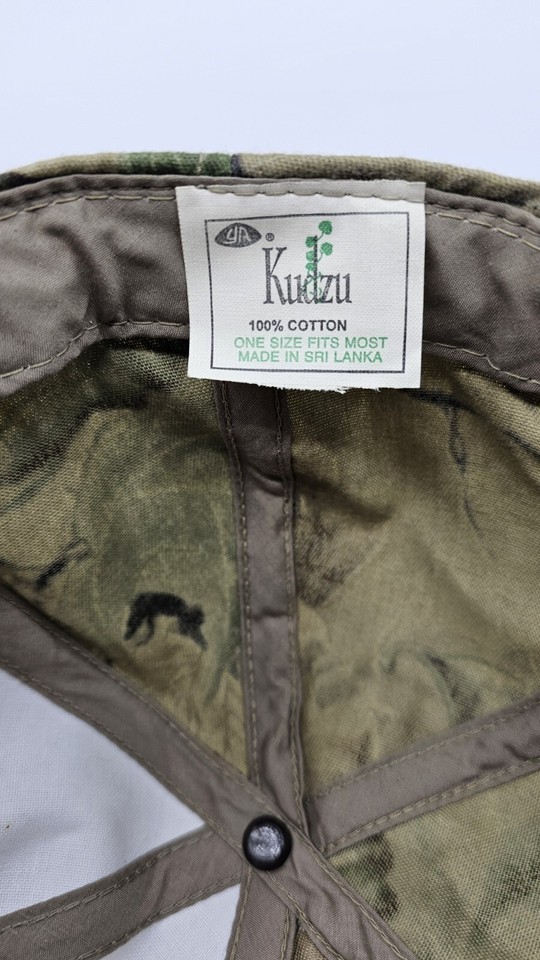 YA ®
Kudzu
100% COTTON
ONE SIZE FITS MOST
MADE IN SRI LANKA